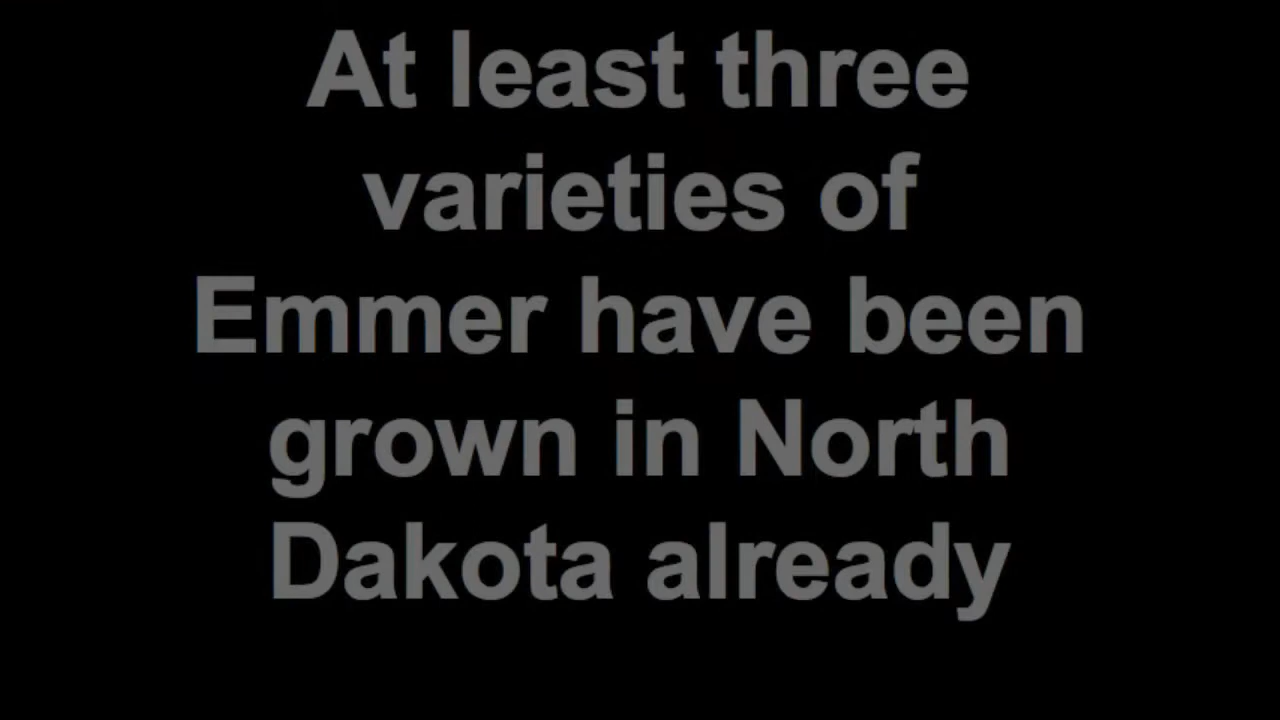 At least three
varieties of
Emmer have been
grown in North
Dakota already